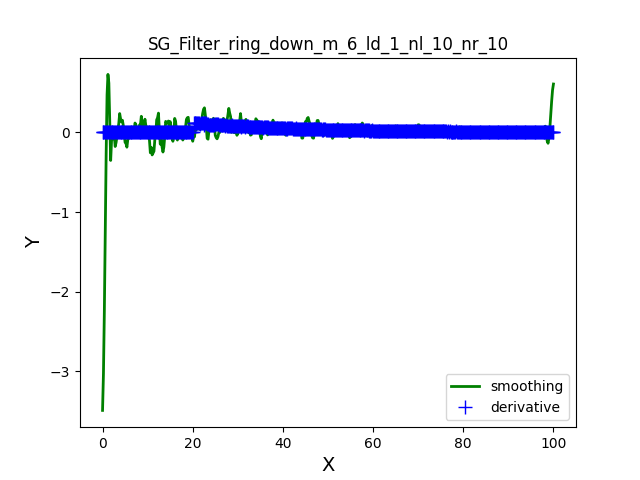 SG_Filter_ring_down_m_6_ld_1_nl_10_nr_10
0
−1
−2
−3
Y
smoothing
derivative
0 20 40 60 80 100
X